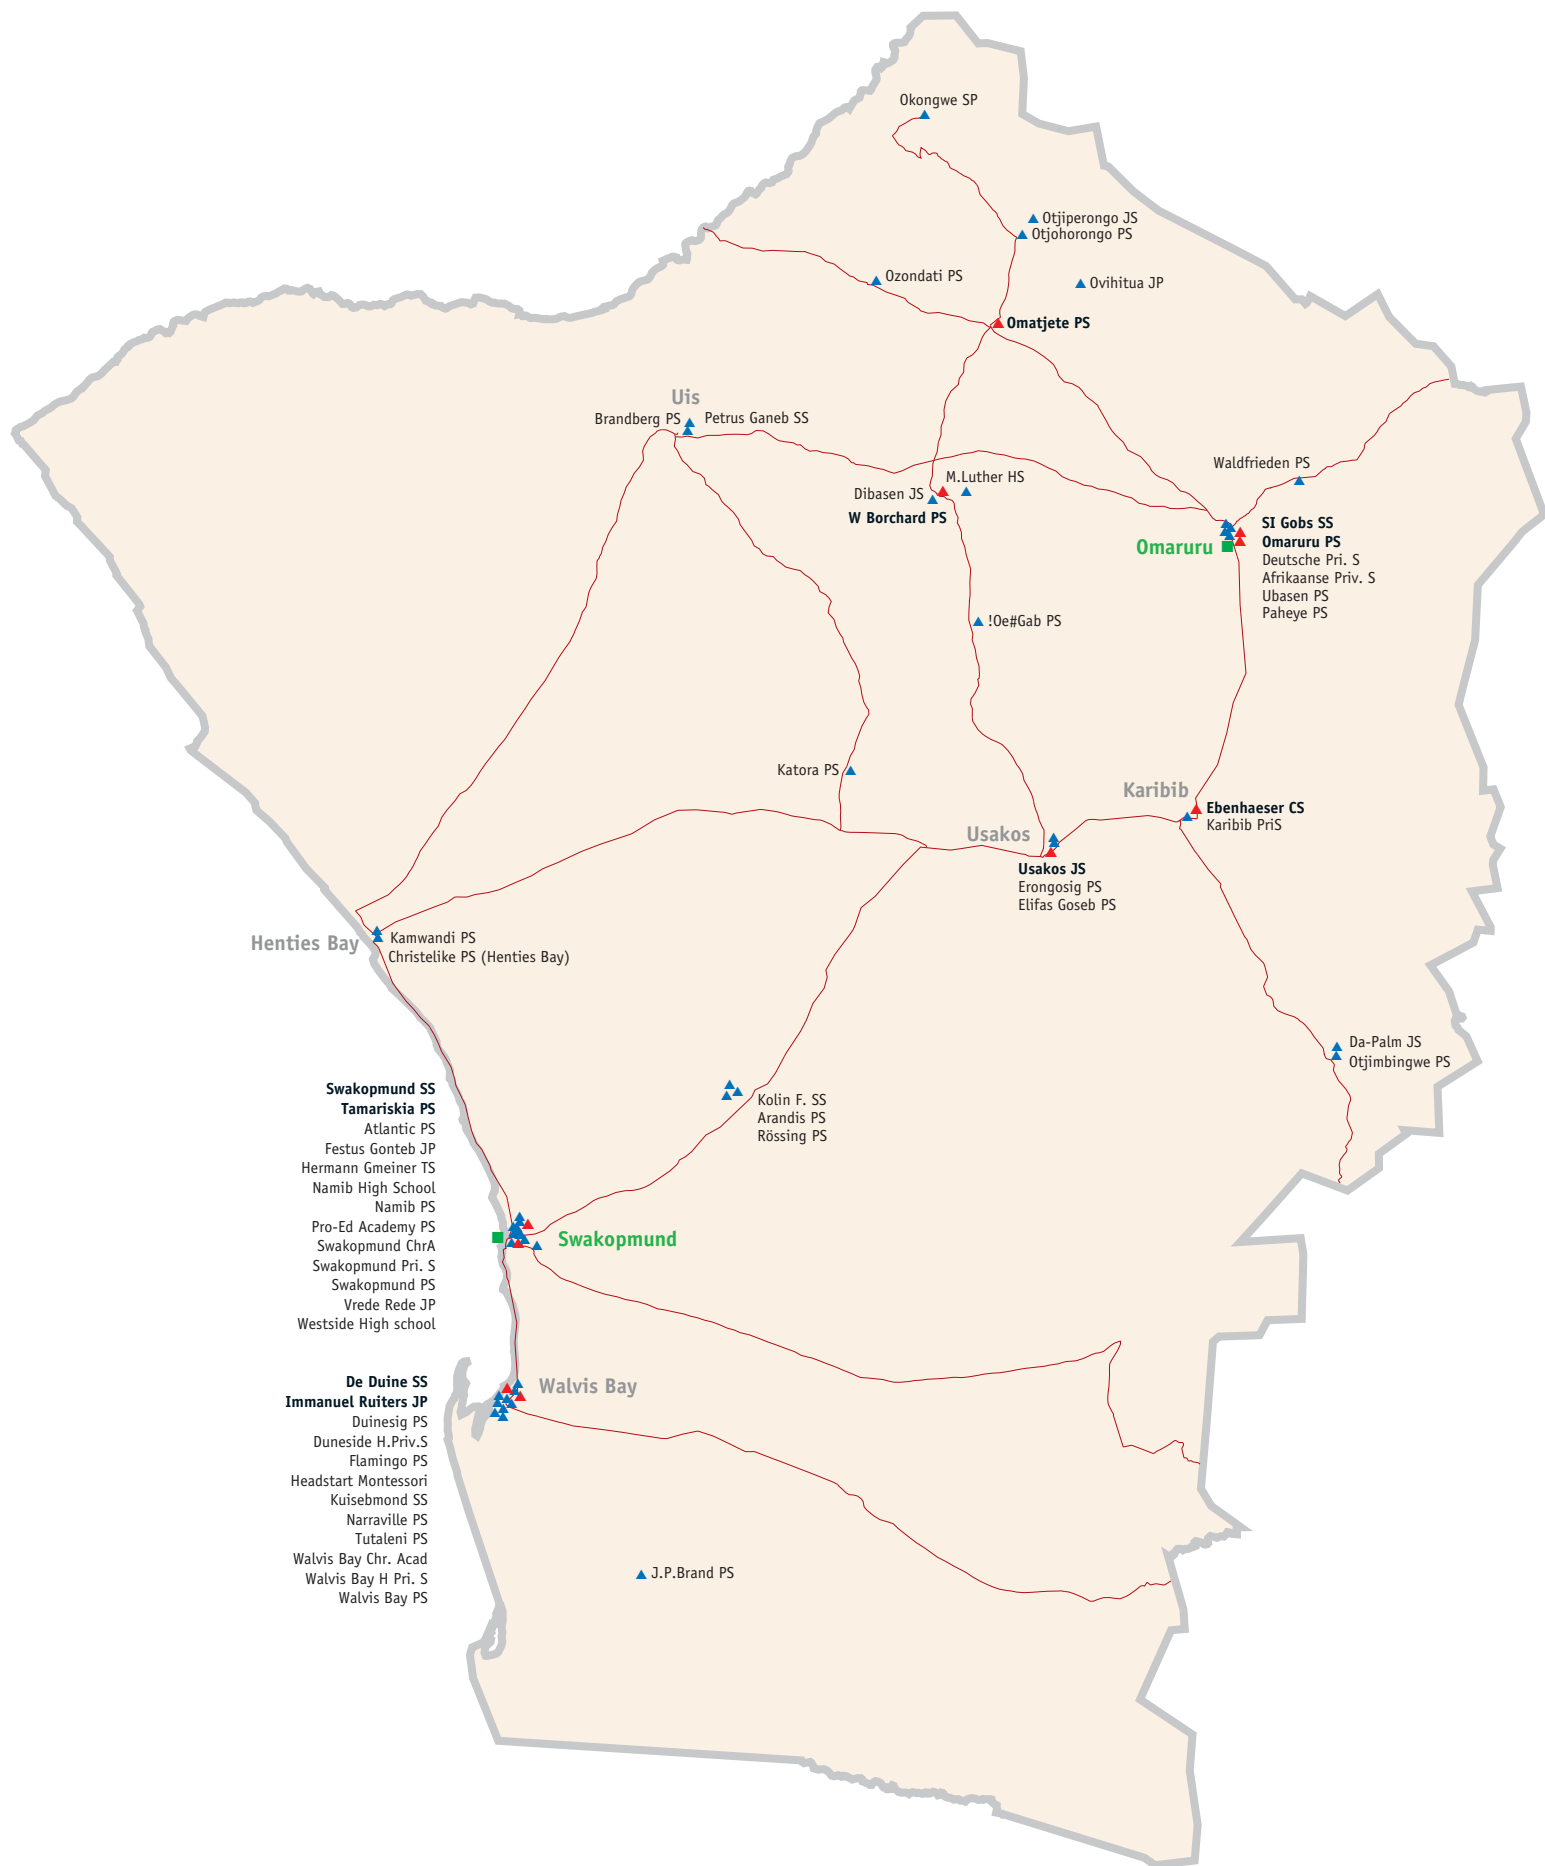 Okongwe SP
Otjiperongo JS
Otjohorongo PS
Ozondati PS
Ovihitua JP
Omatjete PS
Uis
Brandberg PS
Petrus Ganeb SS
Waldfrieden PS
M.Luther HS
Dibasen JS
W Borchard PS
Omaruru
SI Gobs SS
Omaruru PS
Deutsche Pri. S
Afrikaanse Priv. S
Ubasen PS
Paheye PS
!Oe#Gab PS
Katora PS
Karibib
Ebenhaeser CS
Karibib PriS
Usakos
Usakos JS
Erongosig PS
Elifas Goseb PS
Henties Bay
Kamwandi PS
Christelike PS (Henties Bay)
Da-Palm JS
Otjimbingwe PS
Kolin F. SS
Arandis PS
Rössing PS
Swakopmund SS
Tamariskia PS
Atlantic PS
Festus Gonteb JP
Hermann Gmeiner TS
Namib High School
Namib PS
Pro-Ed Academy PS
Swakopmund ChrA
Swakopmund Pri. S
Swakopmund PS
Vrede Rede JP
Westside High school
Swakopmund
Walvis Bay
De Duine SS
Immanuel Ruiters JP
Duinesig PS
Duneside H.Priv.S
Flamingo PS
Headstart Montessori
Kuisebmond SS
Narraville PS
Tutaleni PS
Walvis Bay Chr. Acad
Walvis Bay H Pri. S
Walvis Bay PS
J.P.Brand PS